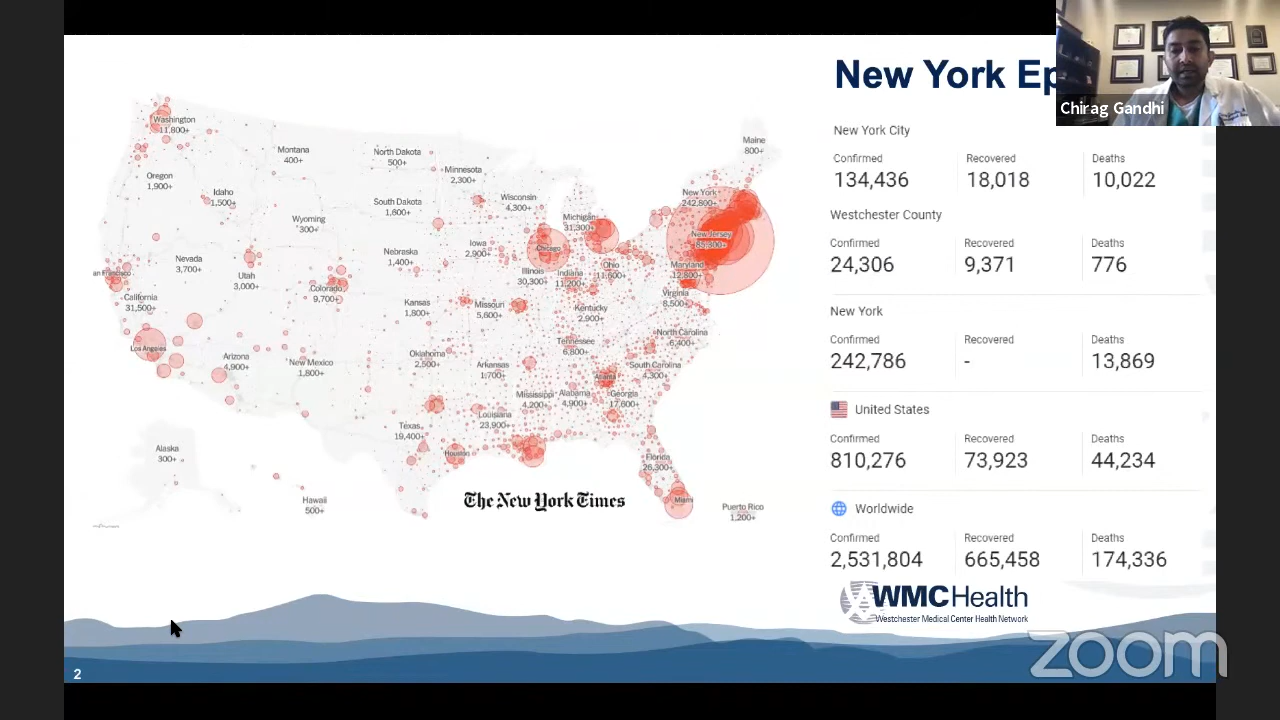 New York Ep
Chirag Gandhi
Washington
11,800+
Montana
400+
North Dakota
500+
Minnesota
2,300+
Maine
800+
Oregon
1,900+
Idaho
1,500+
Wyoming
300+
South Dakota
1,600+
Wisconsin
4,300+
Michigan
31,300+
New York
242,800+
New Jersey
Nevada
3,700+
Utah
3,000+
Colorado
9,700+
Nebraska
1,400+
Iowa
2,900+
Chicago
Illinois
30,300+
Indiana
11,200+
Ohio
11,600+
Maryland
12,800+
Virginia
8,500+
an Francisco
California
31,500+
Los Angeles
Arizona
4,900+
New Mexico
1,800+
Kansas
1,800+
Missouri
5,600+
Kentucky
2,900+
Tennessee
6,800+
North Carolina
6,400+
South Carolina
4,300+
Oklahoma
2,500+
Arkansas
1,700+
Mississippi
4,200+
Alabama
4,900+
Atlanta
Georgia
17,600+
Texas
19,400+
Houston
Louisiana
23,900+
Florida
26,300+
Miami
Alaska
300+
Hawaii
500+
Puerto Rico
1,200+
The New York Times
New York City
Confirmed Recovered Deaths
134,436 18,018 10,022
Westchester County
Confirmed Recovered Deaths
24,306 9,371 776
New York
Confirmed Recovered Deaths
242,786 - 13,869
United States
Confirmed Recovered Deaths
810,276 73,923 44,234
Worldwide
Confirmed Recovered Deaths
2,531,804 665,458 174,336
WMCHealth
Westchester Medical Center Health Network
zoom
2